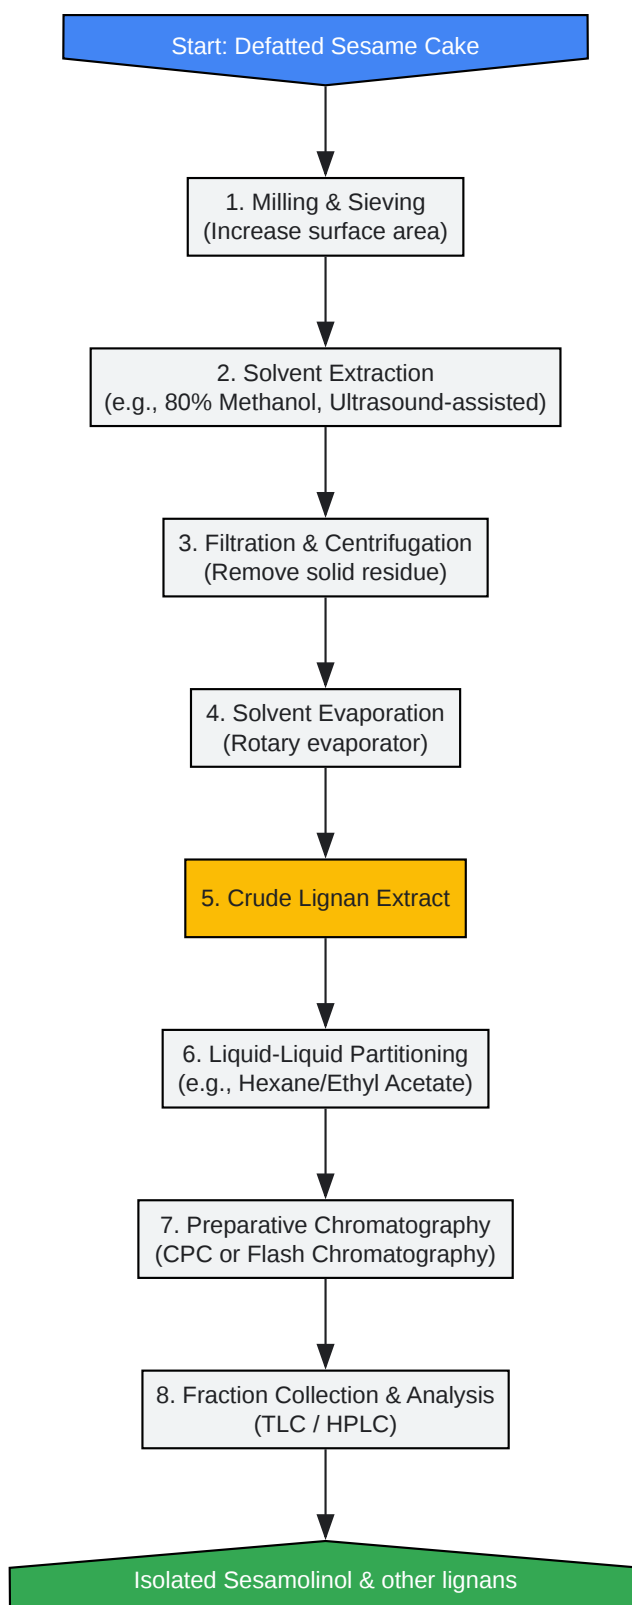 Start: Defatted Sesame Cake
1. Milling & Sieving
(Increase surface area)
2. Solvent Extraction
(e.g., 80% Methanol, Ultrasound-assisted)
3. Filtration & Centrifugation
(Remove solid residue)
4. Solvent Evaporation
(Rotary evaporator)
5. Crude Lignan Extract
6. Liquid-Liquid Partitioning
(e.g., Hexane/Ethyl Acetate)
7. Preparative Chromatography
(CPC or Flash Chromatography)
8. Fraction Collection & Analysis
(TLC / HPLC)
Isolated Sesamolinol & other lignans